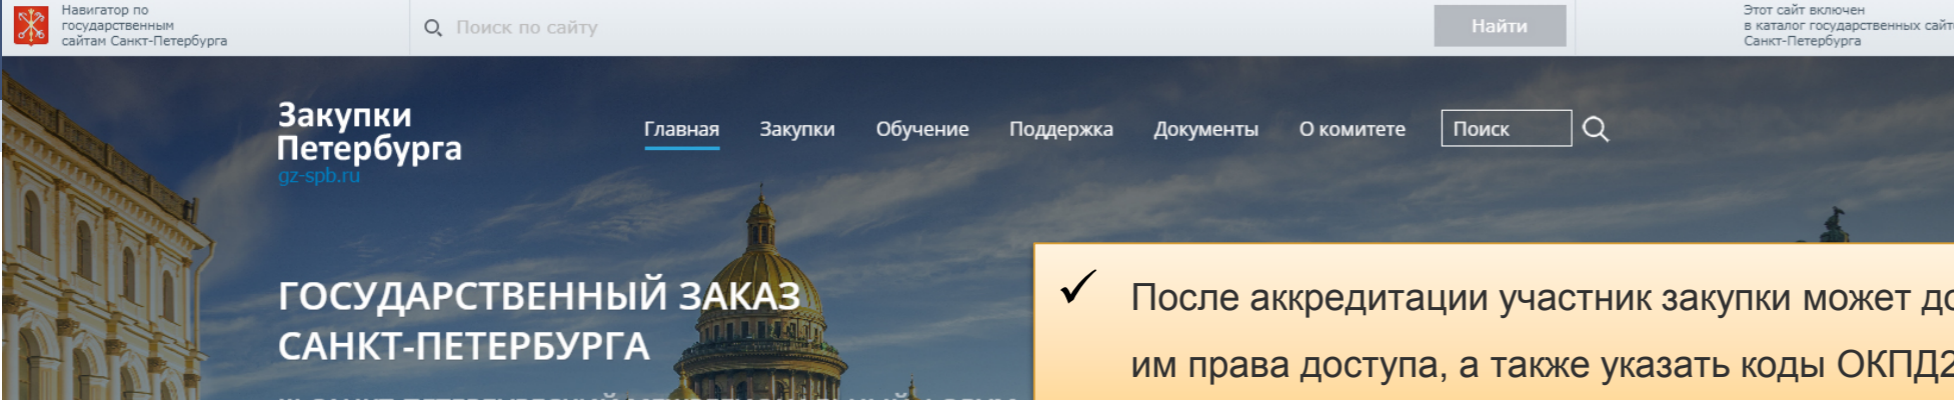 Навигатор по
государственным
сайтам Санкт-Петербурга
Поиск по сайту
Найти
Этот сайт включен
в каталог государственных
Санкт-Петербурга
Закупки
Петербурга
gz-spb.ru
Главная Закупки Обучение Поддержка Документы О комитете Поиск
ГОСУДАРСТВЕННЫЙ ЗАКАЗ
САНКТ-ПЕТЕРБУРГА
✓ После аккредитации участник закупки может
им права доступа, а также указать коды ОКПД2